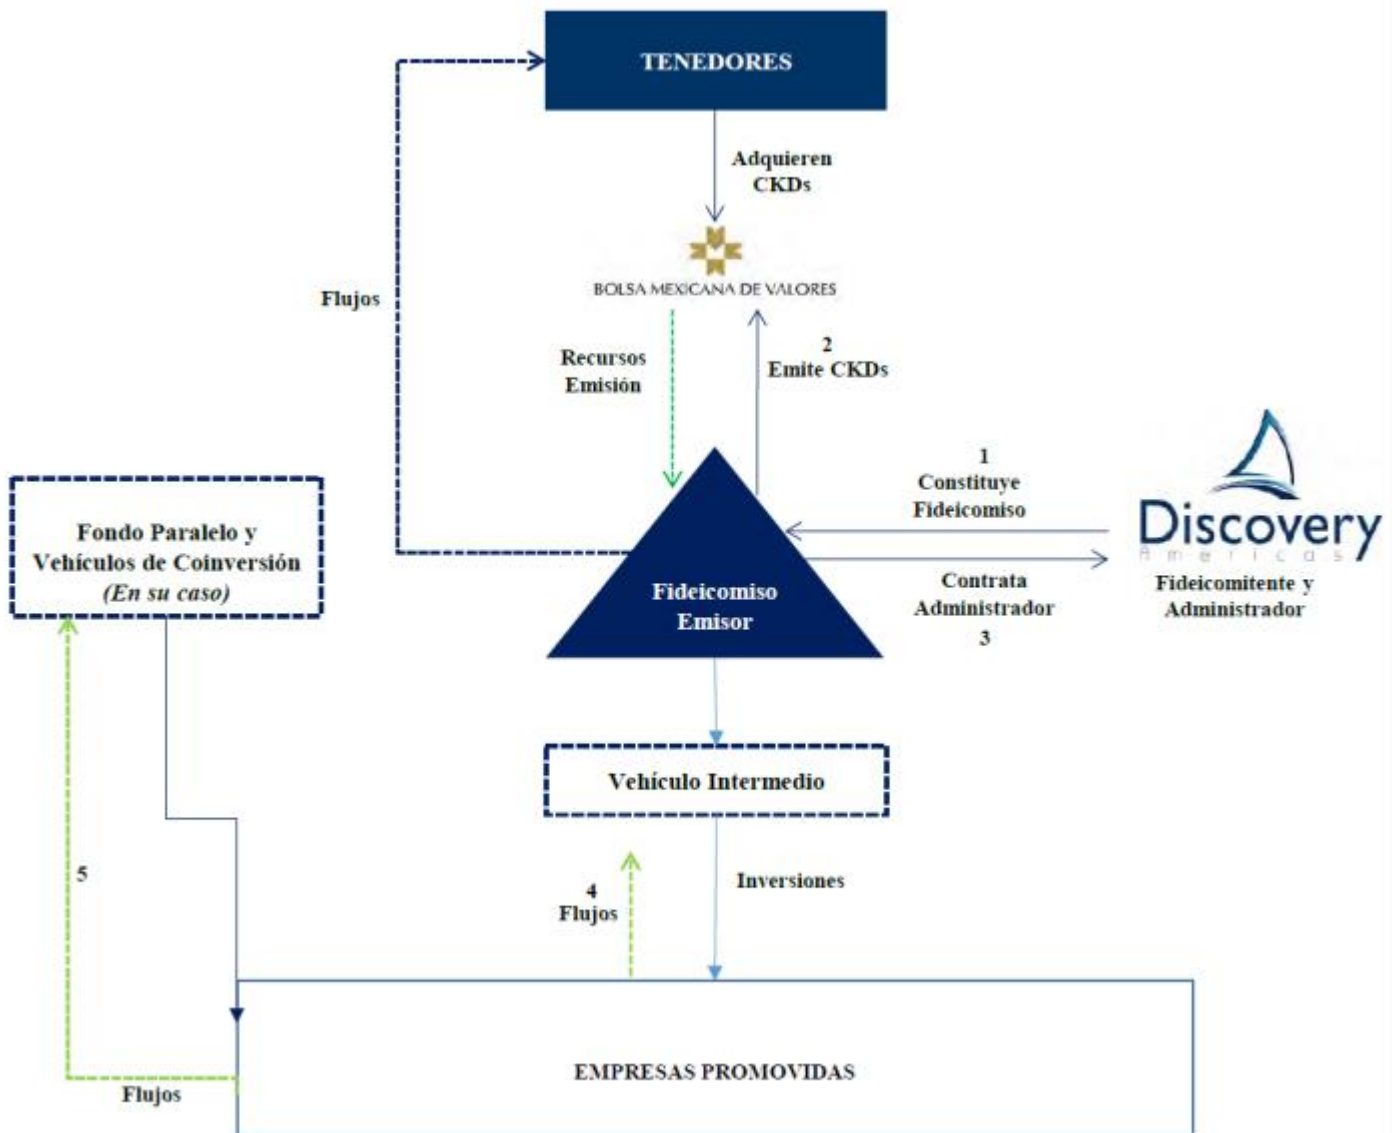 TENEDORES
Adquieren
CKDs
BOLSA MEXICANA DE VALORES
Flujos
Recursos
Emisión
2
Emite CKDs
1
Constituye
Fideicomiso
Discovery
Americas
Fideicomitente y
Administrador
Contrata
Administrador
3
Fondo Paralelo y
Vehículos de Coinversión
(En su caso)
Fideicomiso
Emisor
Vehículo Intermedio
5
4
Flujos
Inversiones
EMPRESAS PROMOVIDAS
Flujos